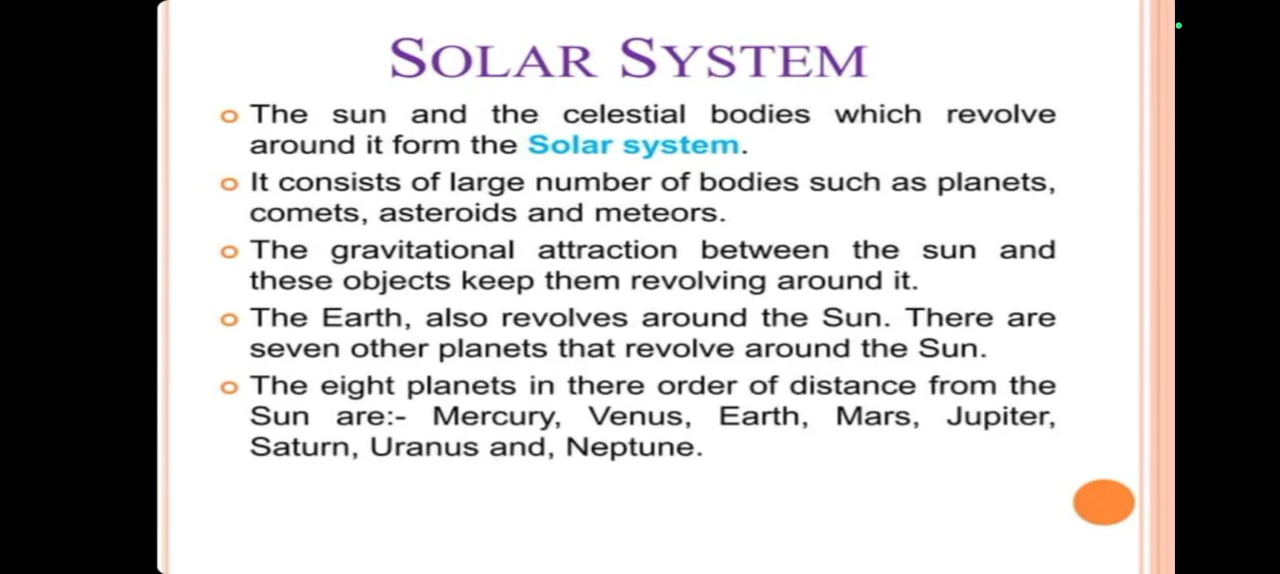 SOLAR SYSTEM
The sun and the celestial bodies which revolve
around it form the Solar system.
It consists of large number of bodies such as planets,
comets, asteroids and meteors.
The gravitational attraction between the sun and
these objects keep them revolving around it.
The Earth, also revolves around the Sun. There are
seven other planets that revolve around the Sun.
The eight planets in there order of distance from the
Sun are:- Mercury, Venus, Earth, Mars, Jupiter,
Saturn, Uranus and, Neptune.